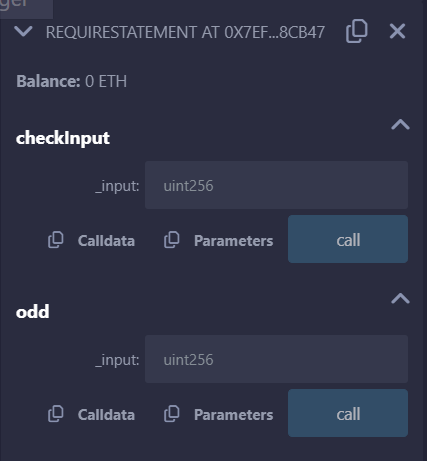 ger
REQUIRESTATEMENT AT 0X7EF...8CB47
Balance: 0 ETH
checkInput
_input: uint256
Calldata Parameters call
odd
_input: uint256
Calldata Parameters call